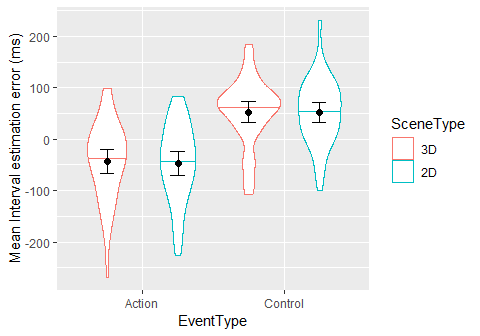 Mean Interval estimation error (ms)
200
100
0
-100
-200
Action
Control
EventType
SceneType
3D
2D